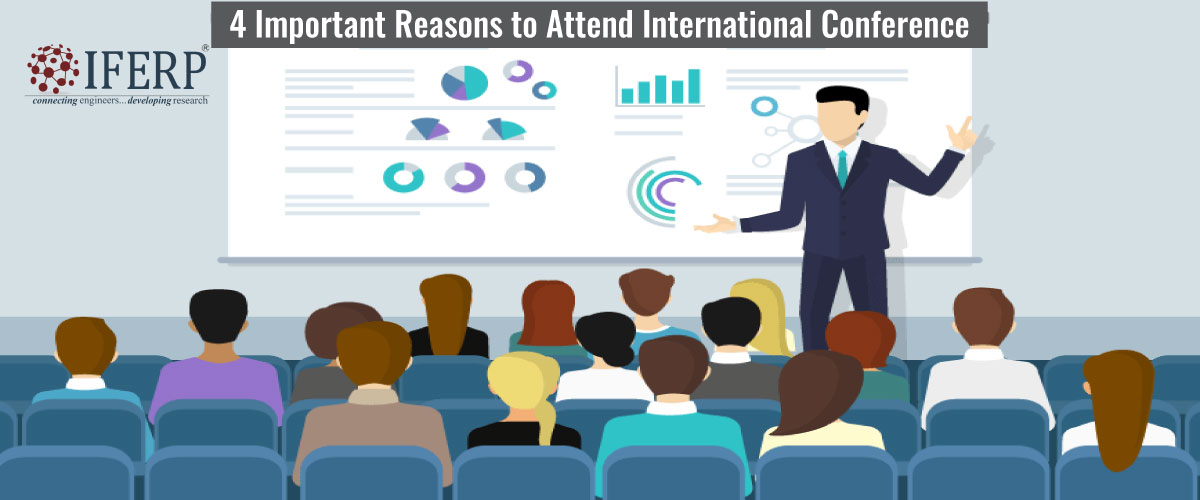 4 Important Reasons to Attend International Conference
IFERP®
connecting engineers...developing research